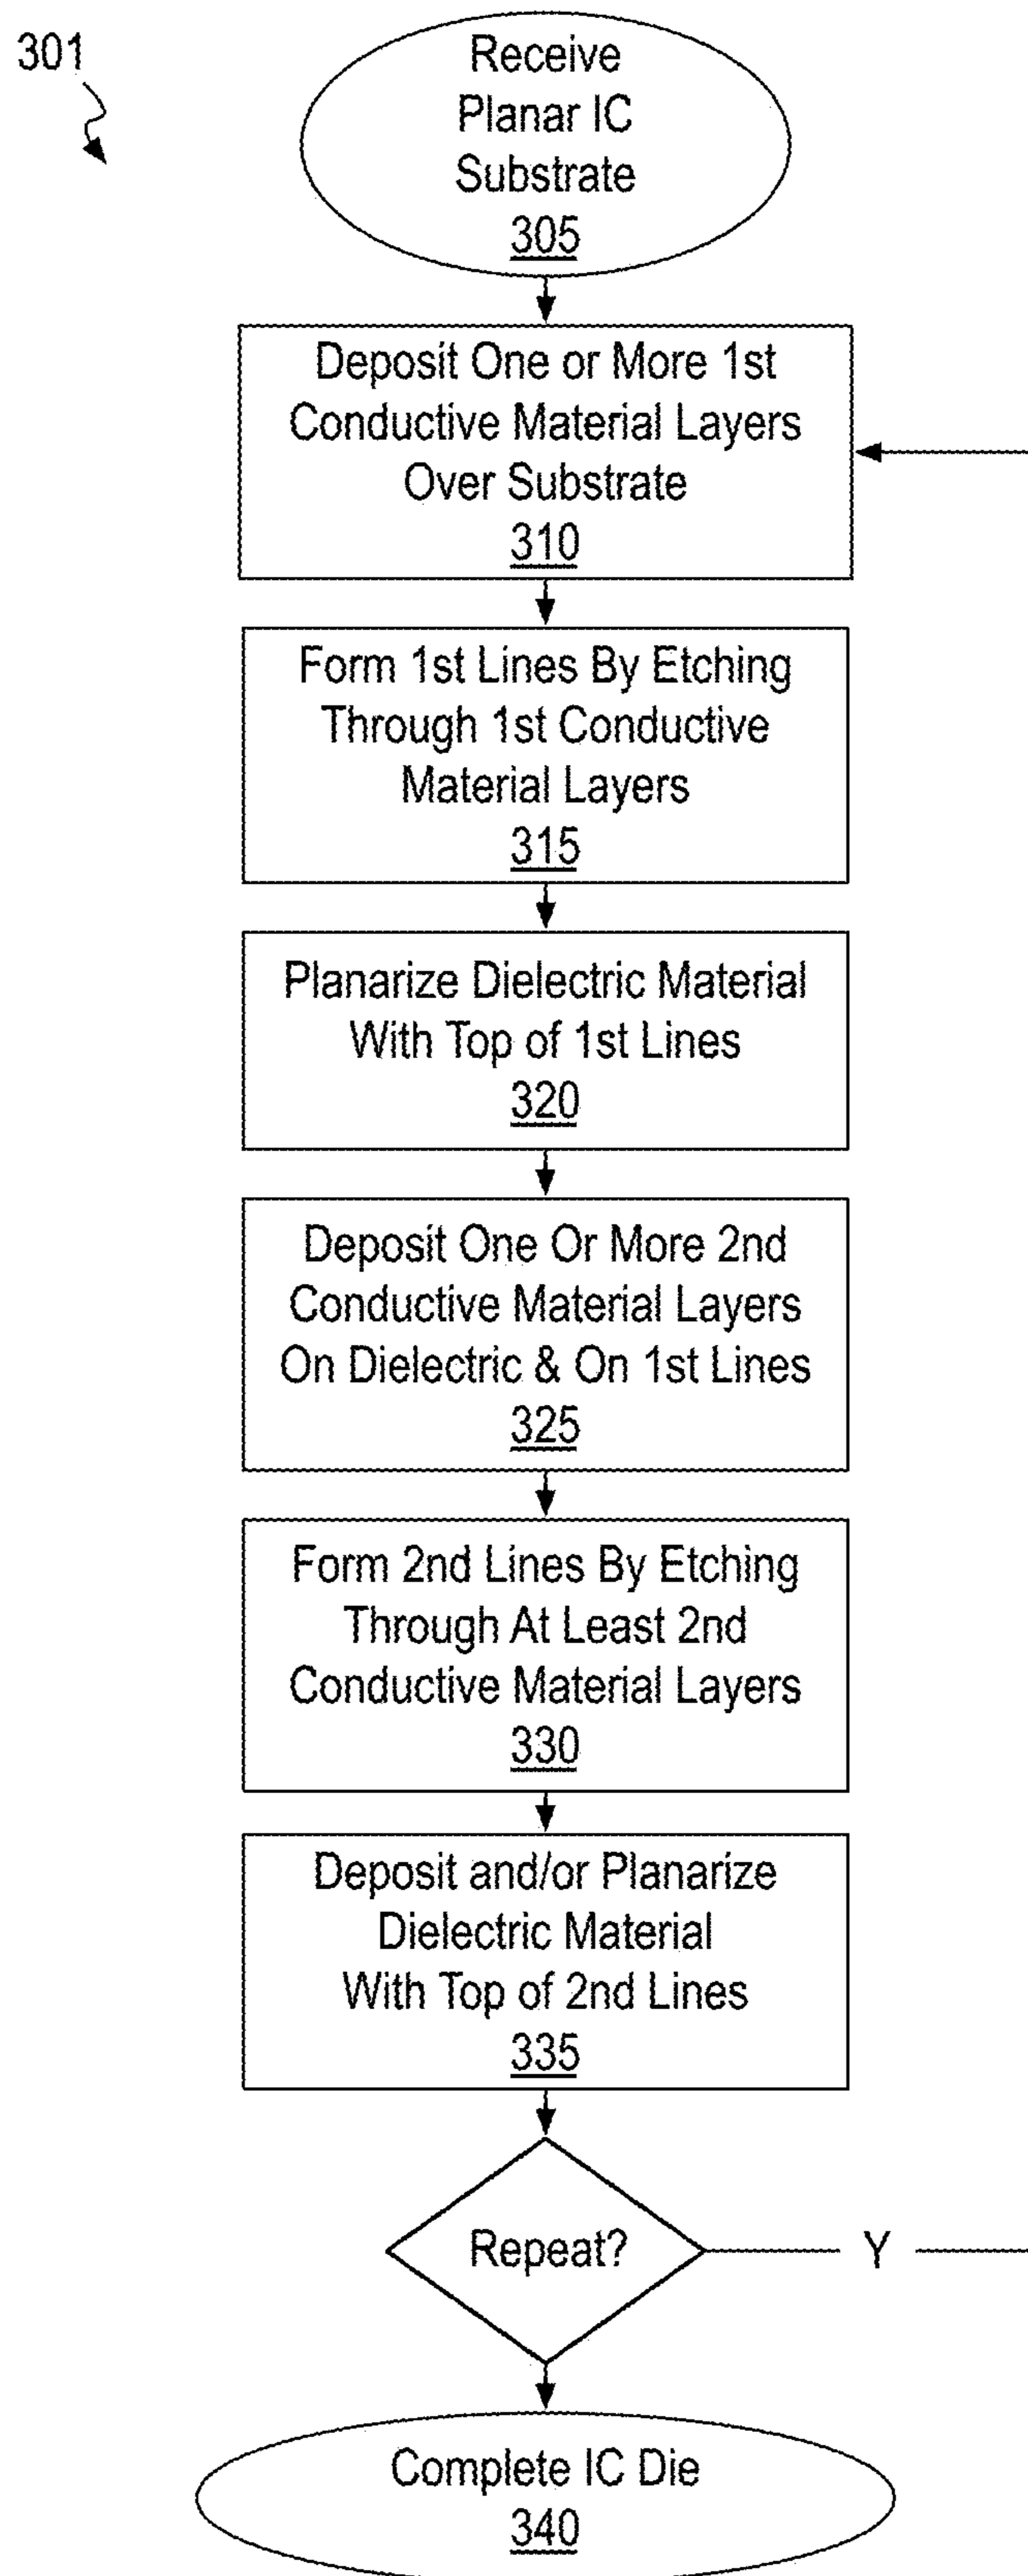 301
Receive
Planar IC
Substrate
305
Deposit One or More 1st
Conductive Material Layers
Over Substrate
310
Form 1st Lines By Etching
Through 1st Conductive
Material Layers
315
Planarize Dielectric Material
With Top of 1st Lines
320
Deposit One Or More 2nd
Conductive Material Layers
On Dielectric & On 1st Lines
325
Form 2nd Lines By Etching
Through At Least 2nd
Conductive Material Layers
330
Deposit and/or Planarize
Dielectric Material
With Top of 2nd Lines
335
Repeat?
Y
Complete IC Die
340